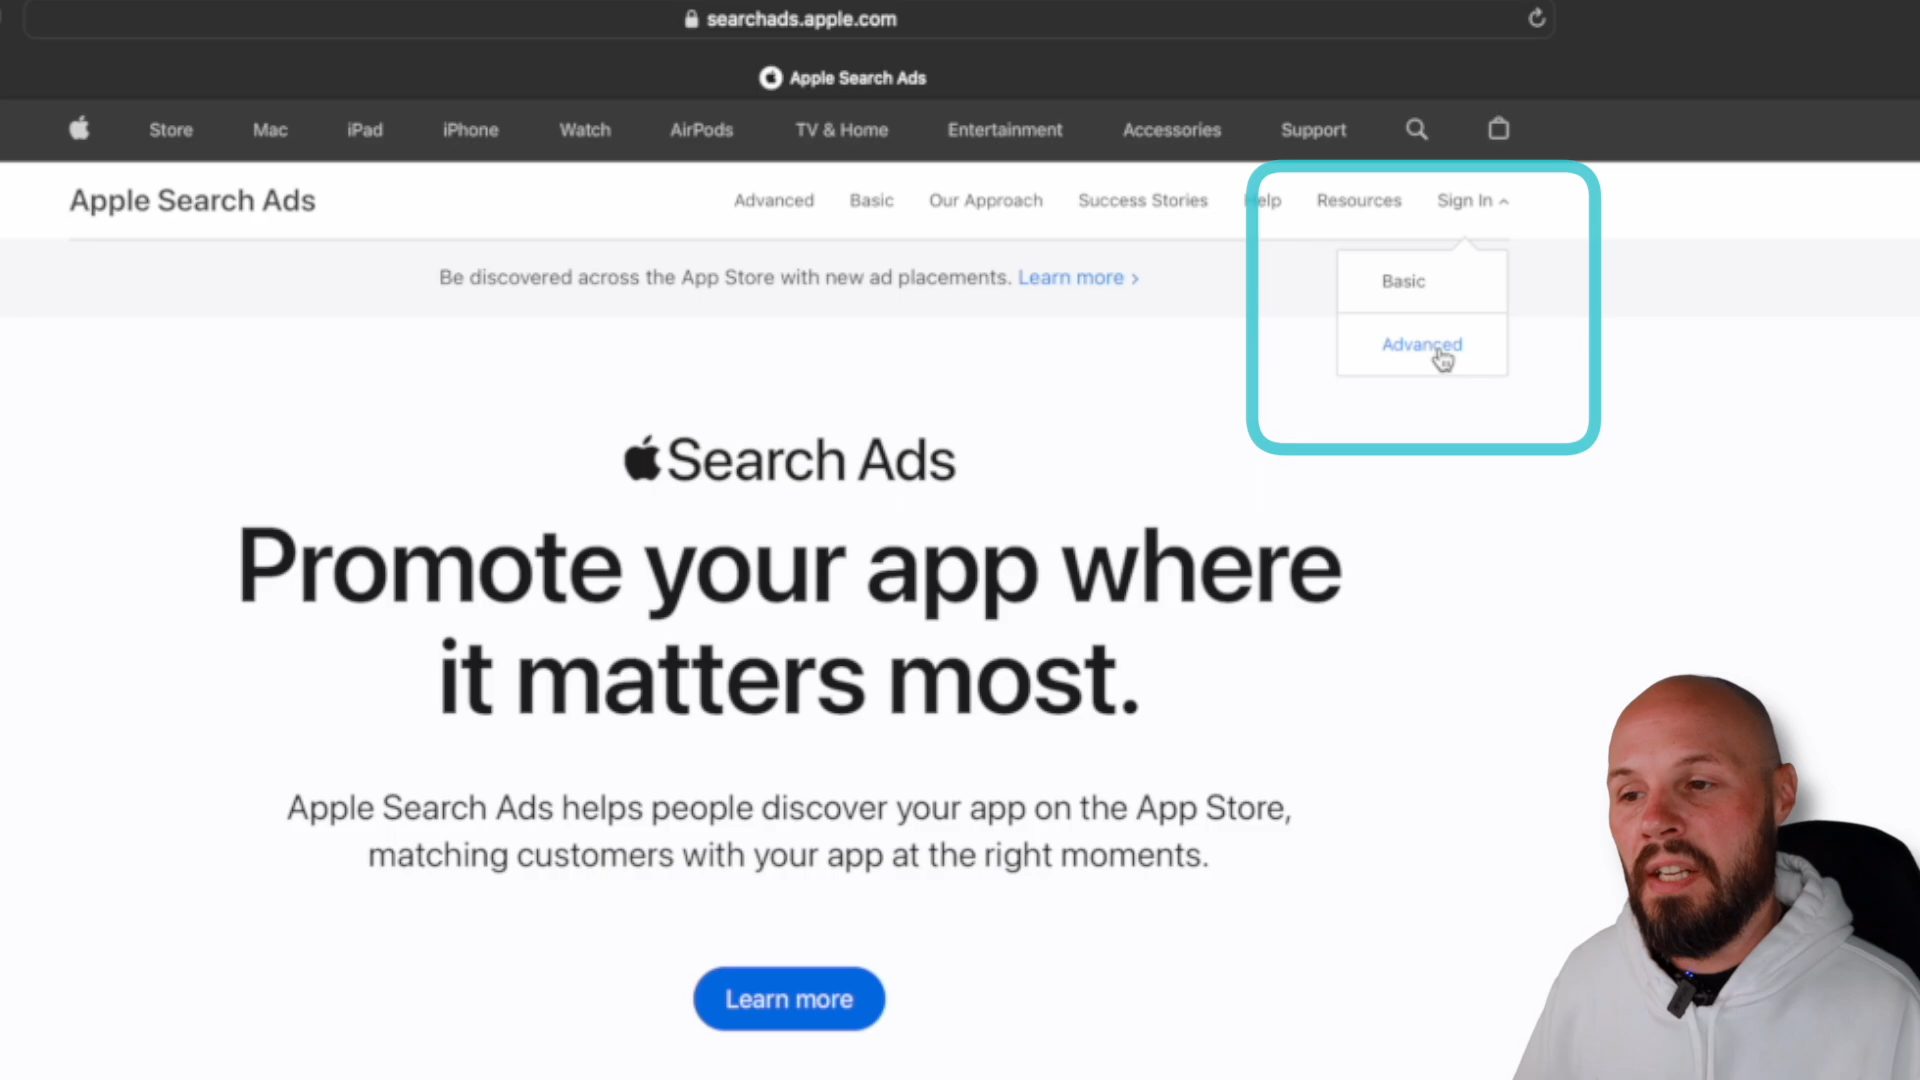 searchads.apple.com
Apple Search Ads
Store Mac iPad iPhone Watch AirPods TV & Home Entertainment Accessories Support
Apple Search Ads
Advanced Basic Our Approach Success Stories Help Resources Sign In
Be discovered across the App Store with new ad placements. Learn more >
Basic
Advanced
Search Ads
Promote your app where
it matters most.
Apple Search Ads helps people discover your app on the App Store,
matching customers with your app at the right moments.
Learn more